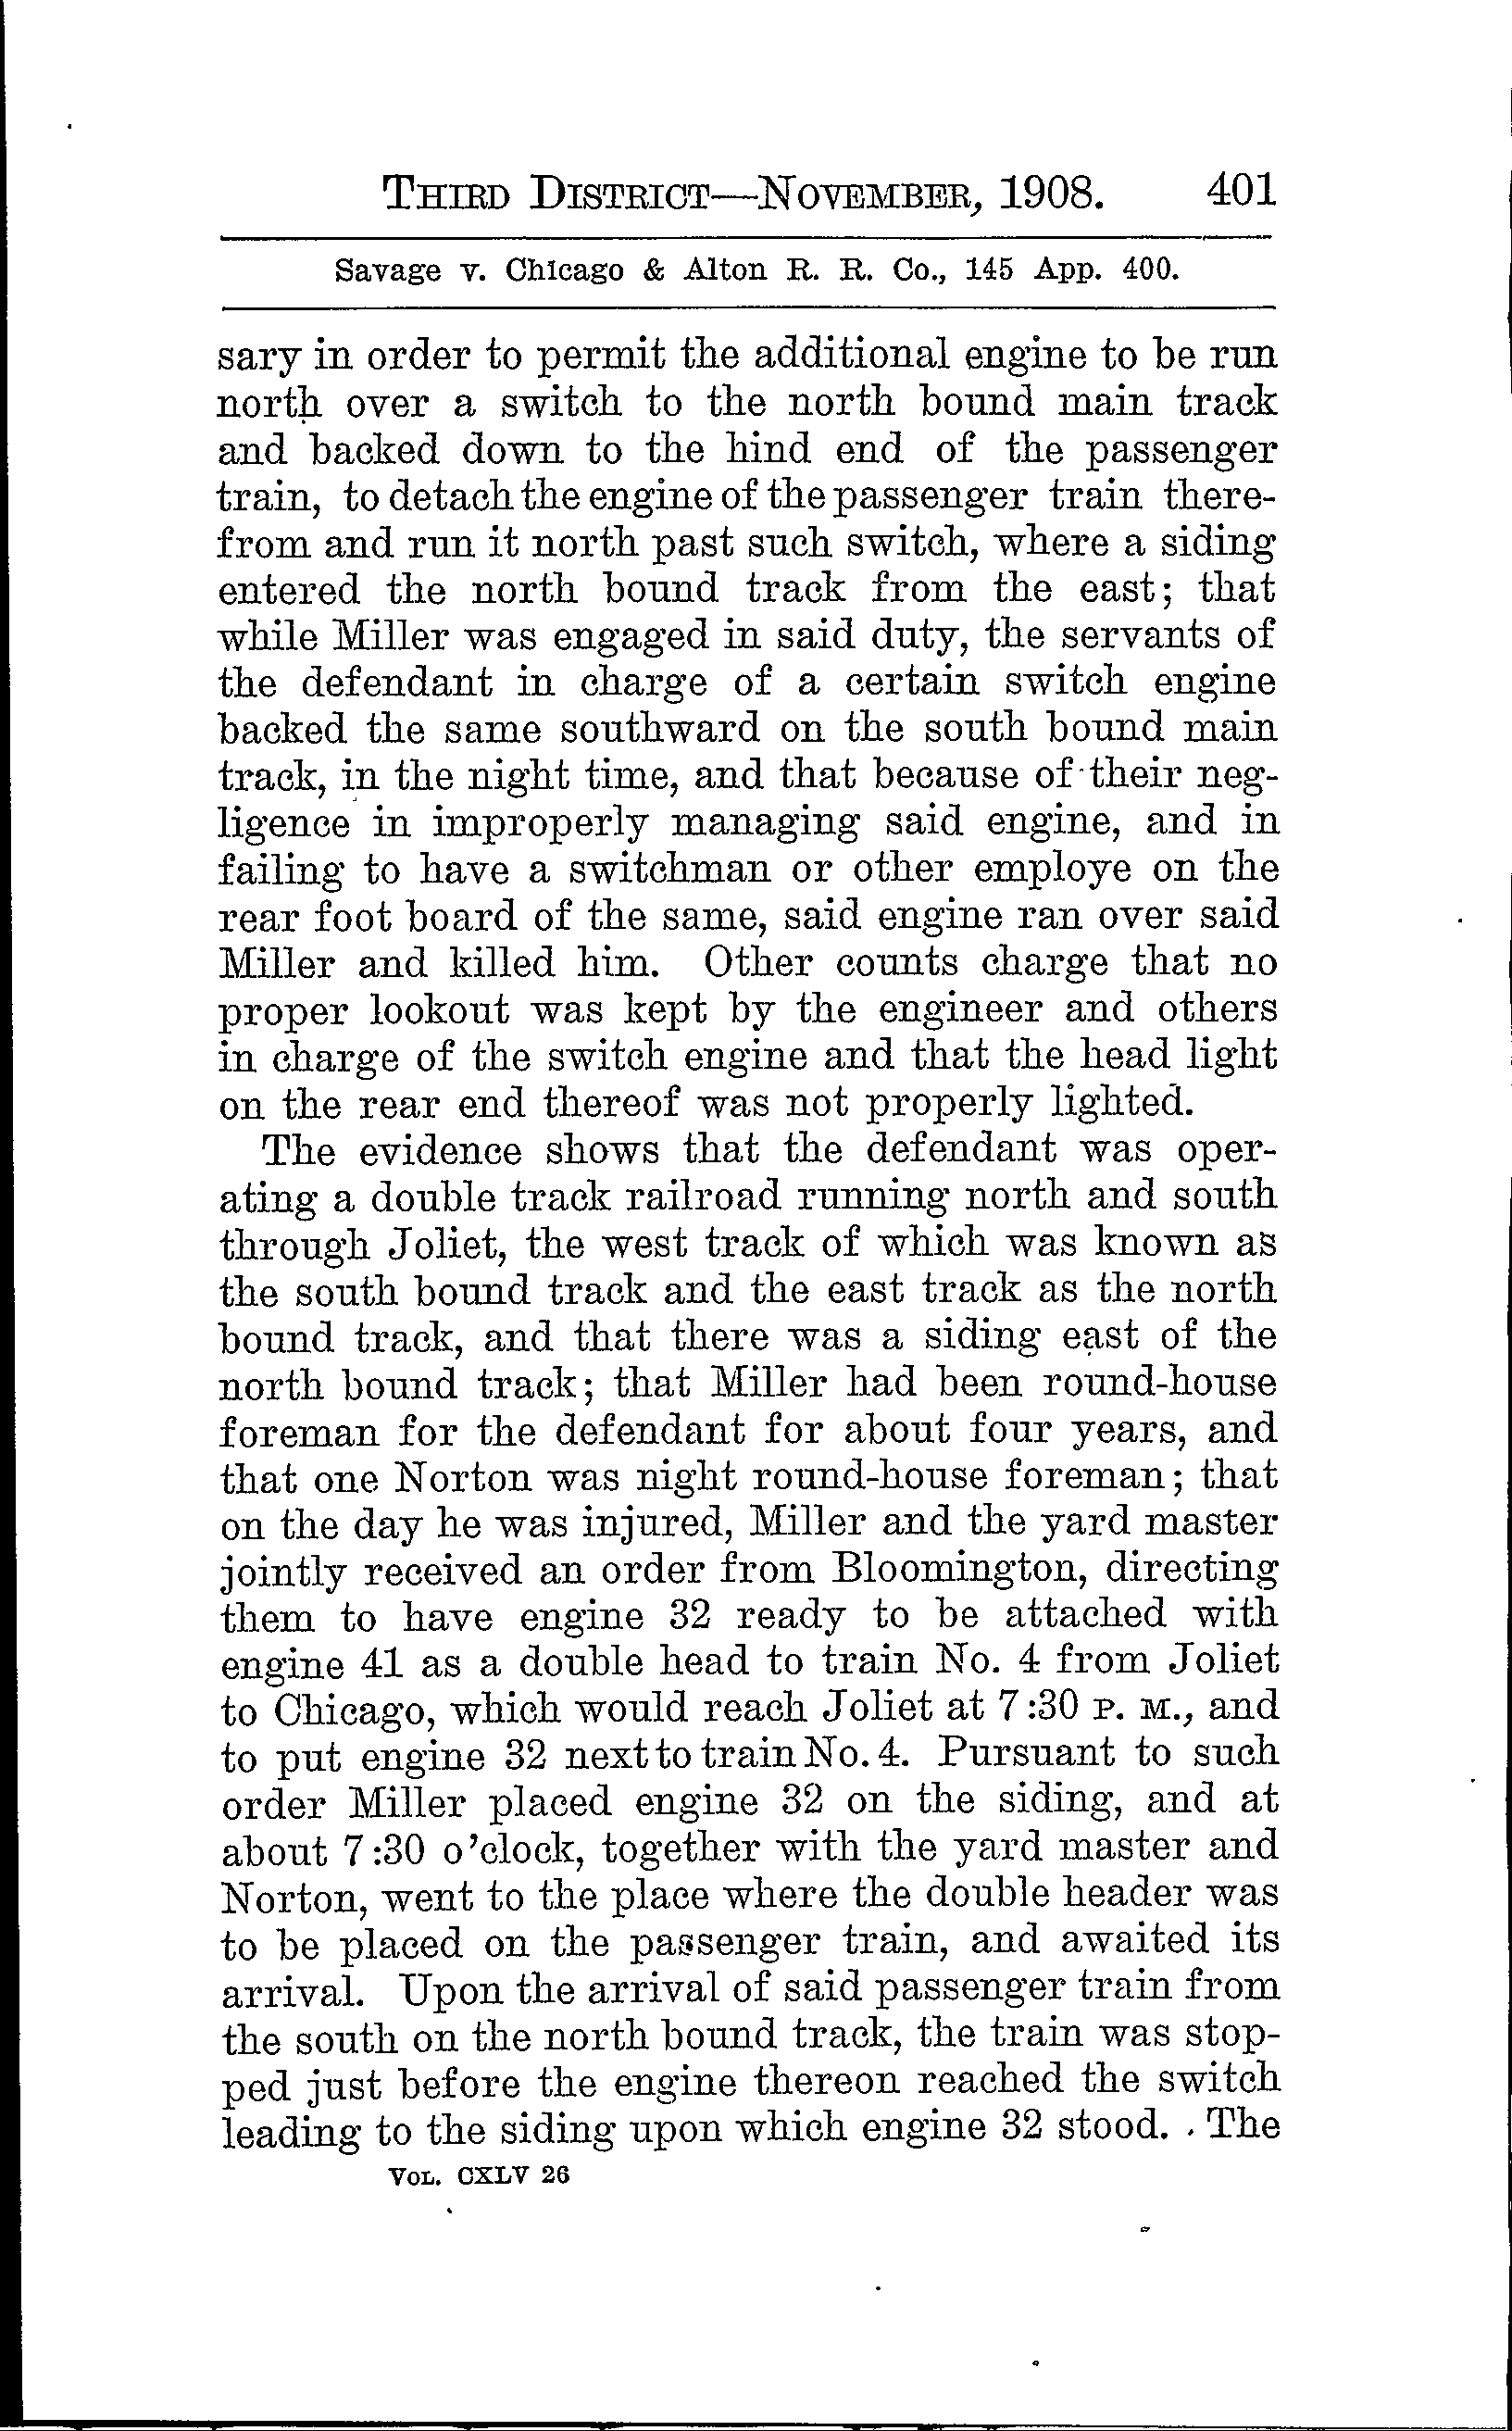 THIRD DISTRICT—NOVEMBER, 1908. 401
Savage v. Chicago & Alton R. R. Co., 145 App. 400.
sary in order to permit the additional engine to be run
north over a switch to the north bound main track
and backed down to the hind end of the passenger
train, to detach the engine of the passenger train there-
from and run it north past such switch, where a siding
entered the north bound track from the east; that
while Miller was engaged in said duty, the servants of
the defendant in charge of a certain switch engine
backed the same southward on the south bound main
track, in the night time, and that because of their neg-
ligence in improperly managing said engine, and in
failing to have a switchman or other employe on the
rear foot board of the same, said engine ran over said
Miller and killed him. Other counts charge that no
proper lookout was kept by the engineer and others
in charge of the switch engine and that the head light
on the rear end thereof was not properly lighted.
The evidence shows that the defendant was oper-
ating a double track railroad running north and south
through Joliet, the west track of which was known as
the south bound track and the east track as the north
bound track, and that there was a siding east of the
north bound track; that Miller had been round-house
foreman for the defendant for about four years, and
that one Norton was night round-house foreman; that
on the day he was injured, Miller and the yard master
jointly received an order from Bloomington, directing
them to have engine 32 ready to be attached with
engine 41 as a double head to train No. 4 from Joliet
to Chicago, which would reach Joliet at 7:30 P. M., and
to put engine 32 next to train No. 4. Pursuant to such
order Miller placed engine 32 on the siding, and at
about 7:30 o'clock, together with the yard master and
Norton, went to the place where the double header was
to be placed on the passenger train, and awaited its
arrival. Upon the arrival of said passenger train from
the south on the north bound track, the train was stop-
ped just before the engine thereon reached the switch
leading to the siding upon which engine 32 stood. The
VOL. CXLV 26